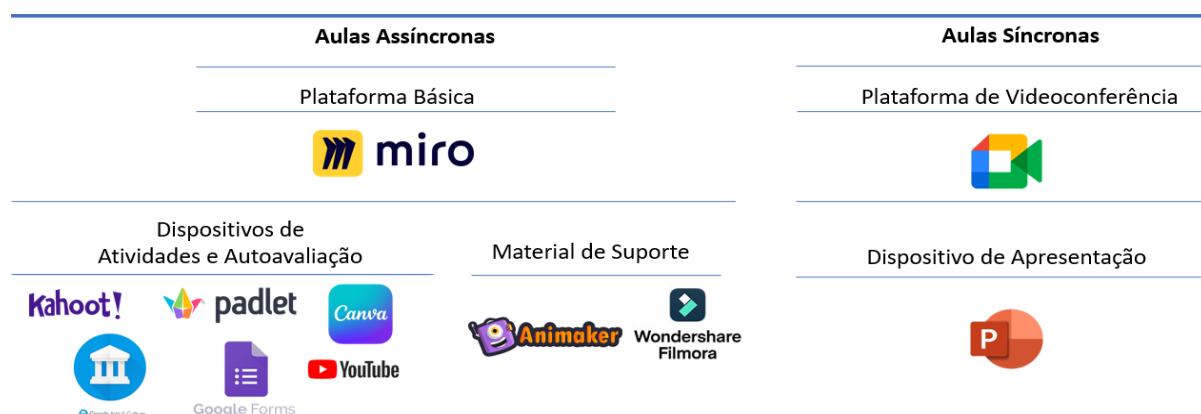 Aulas Assíncronas
Aulas Síncronas
Plataforma Básica
Plataforma de Videoconferência
miro
Dispositivos de
Atividades e Autoavaliação
Material de Suporte
Dispositivo de Apresentação
Kahoot!
padlet
Canva
Animaker
Wondershare
Filmora
P
YouTube
Google Forms